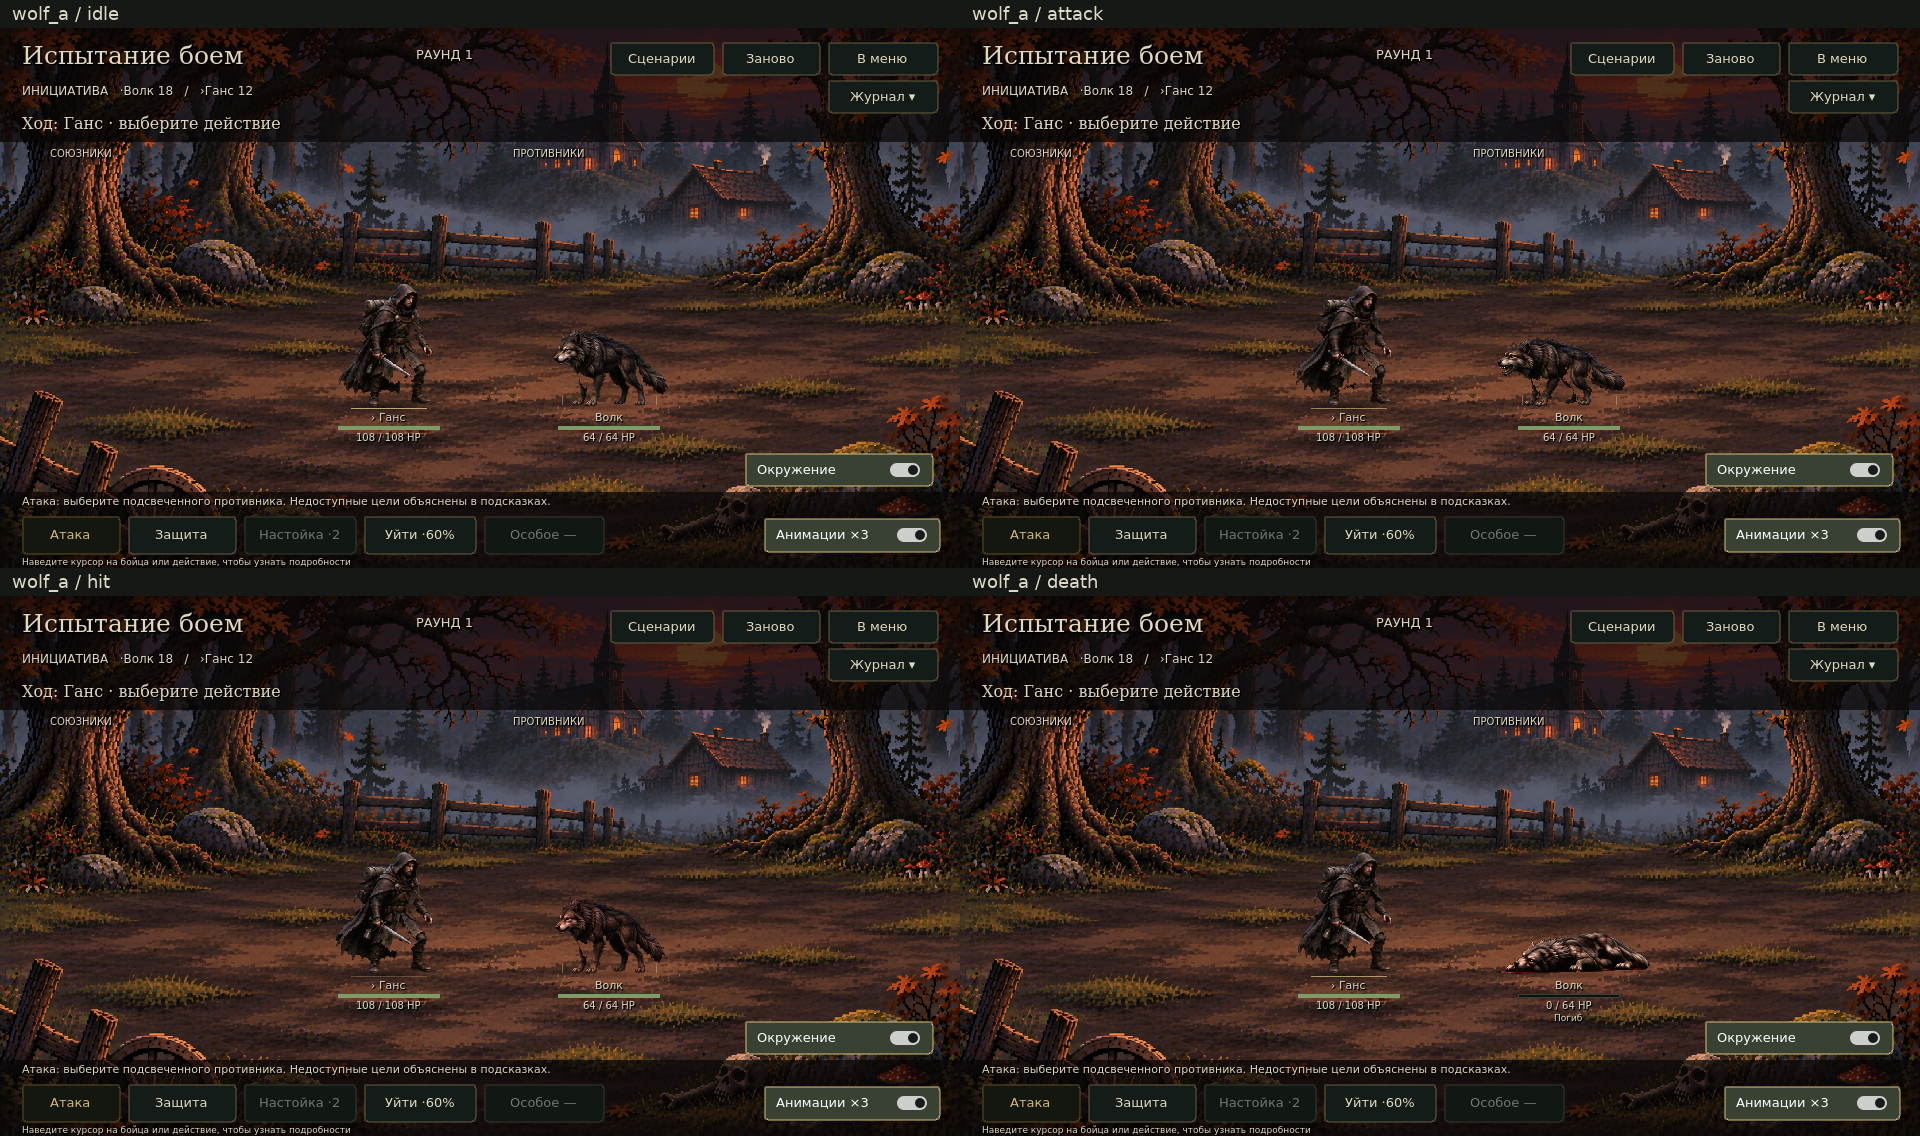 wolf_a / idle
Испытание боем
РАУНД 1
Сценарии
Заново
В меню
ИНИЦИАТИВА ·Волк 18 / ›Ганс 12
Журнал ▾
Ход: Ганс · выберите действие
СОЮЗНИКИ
ПРОТИВНИКИ
› Ганс
108 / 108 HP
Волк
64 / 64 HP
Окружение
Атака: выберите подсвеченного противника. Недоступные цели объяснены в подсказках.
Атака
Защита
Настойка ·2
Уйти ·60%
Особое —
Анимации ×3
Наведите курсор на бойца или действие, чтобы узнать подробности
wolf_a / attack
Испытание боем
РАУНД 1
Сценарии
Заново
В меню
ИНИЦИАТИВА ·Волк 18 / ›Ганс 12
Журнал ▾
Ход: Ганс · выберите действие
СОЮЗНИКИ
ПРОТИВНИКИ
› Ганс
108 / 108 HP
Волк
64 / 64 HP
Окружение
Атака: выберите подсвеченного противника. Недоступные цели объяснены в подсказках.
Атака
Защита
Настойка ·2
Уйти ·60%
Особое —
Анимации ×3
Наведите курсор на бойца или действие, чтобы узнать подробности
wolf_a / hit
Испытание боем
РАУНД 1
Сценарии
Заново
В меню
ИНИЦИАТИВА ·Волк 18 / ›Ганс 12
Журнал ▾
Ход: Ганс · выберите действие
СОЮЗНИКИ
ПРОТИВНИКИ
› Ганс
108 / 108 HP
Волк
64 / 64 HP
Окружение
Атака: выберите подсвеченного противника. Недоступные цели объяснены в подсказках.
Атака
Защита
Настойка ·2
Уйти ·60%
Особое —
Анимации ×3
Наведите курсор на бойца или действие, чтобы узнать подробности
wolf_a / death
Испытание боем
РАУНД 1
Сценарии
Заново
В меню
ИНИЦИАТИВА ·Волк 18 / ›Ганс 12
Журнал ▾
Ход: Ганс · выберите действие
СОЮЗНИКИ
ПРОТИВНИКИ
› Ганс
108 / 108 HP
Волк
0 / 64 HP
Погиб
Окружение
Атака: выберите подсвеченного противника. Недоступные цели объяснены в подсказках.
Атака
Защита
Настойка ·2
Уйти ·60%
Особое —
Анимации ×3
Наведите курсор на бойца или действие, чтобы узнать подробности